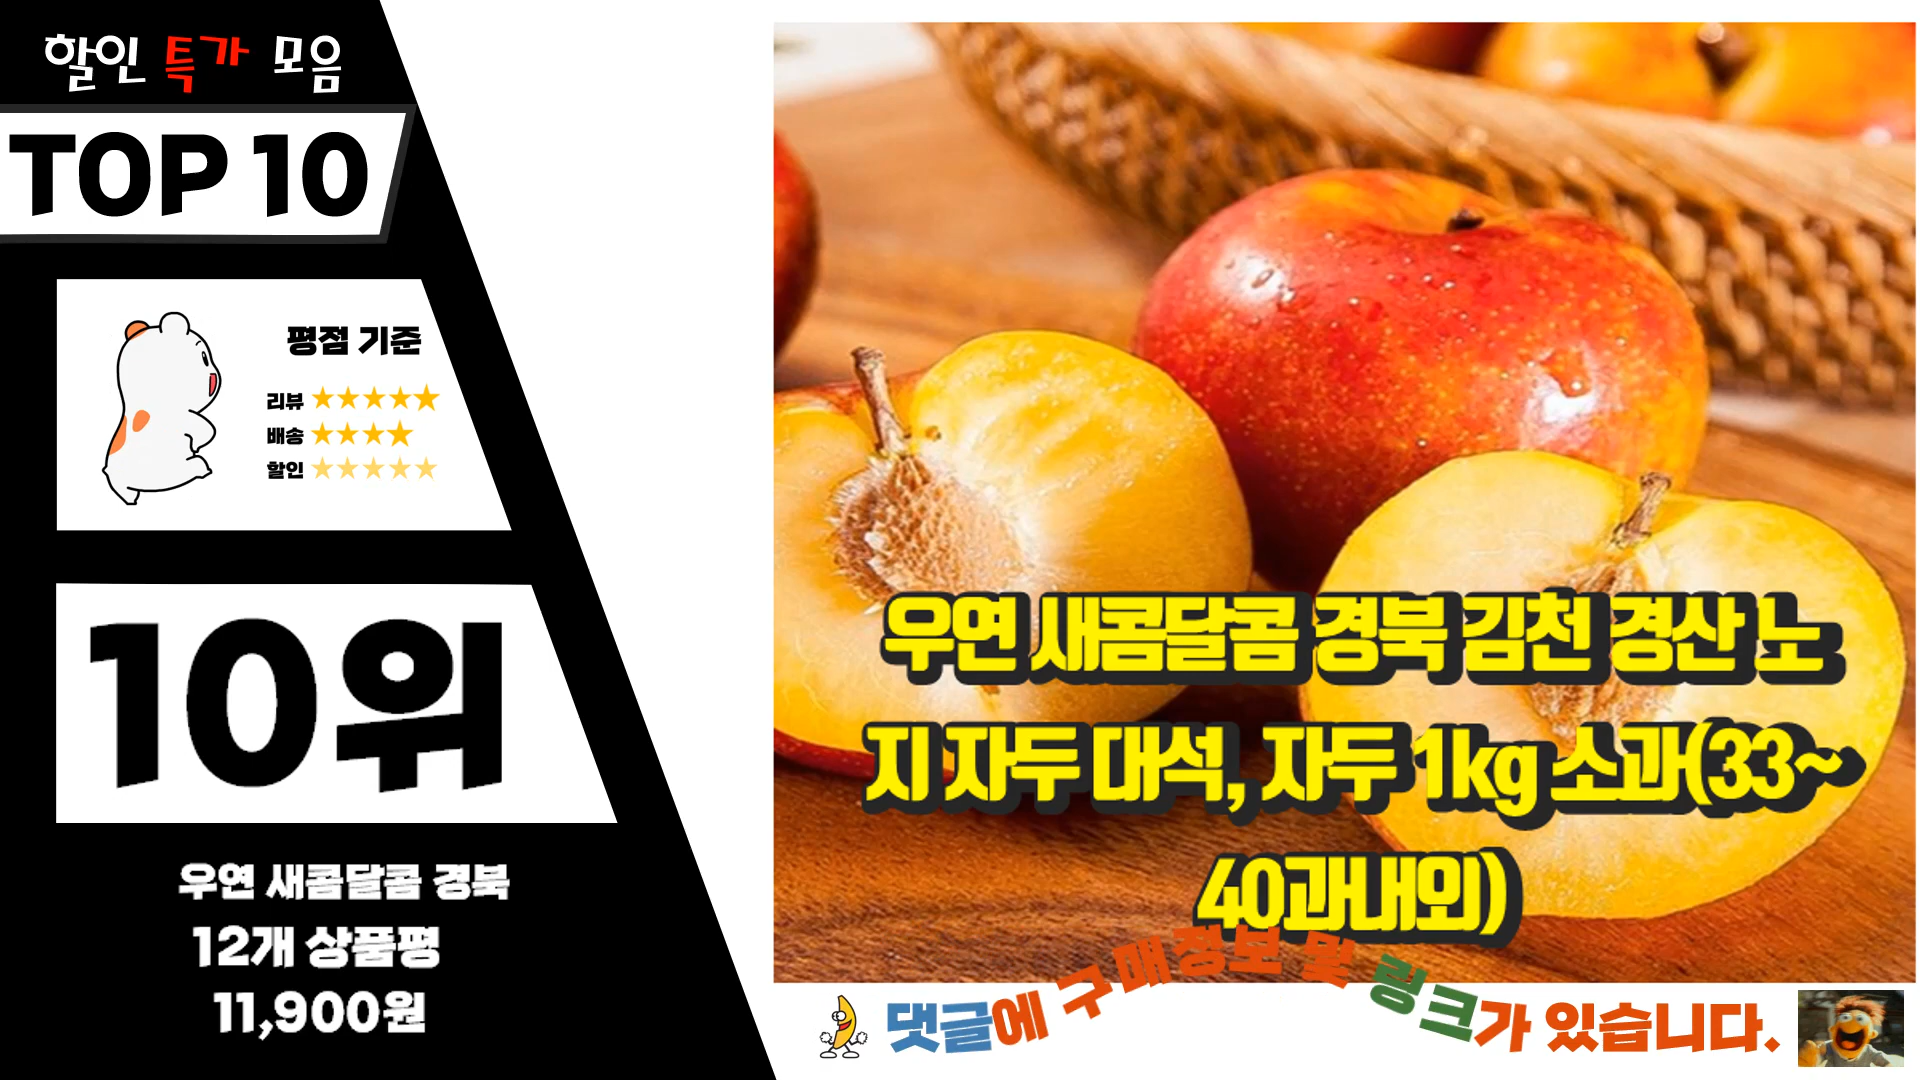 할인 특가 모음
TOP 10
평점 기준
리뷰
배송
할인
10위
우연 새콤달콤 경북
12개 상품평
11,900원
우연 새콤달콤 경북 김천 경산 노
지 자두 대석, 자두 1kg 소과(33~
40과내외)
댓글에 구매정보 및 링크가 있습니다.